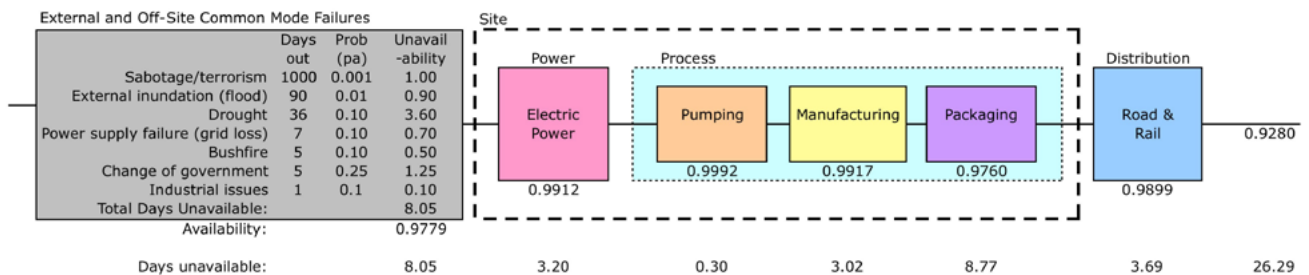 External and Off-Site Common Mode Failures
Site
Days out Prob (pa) Unavail -ability
Sabotage/terrorism 1000 0.001 1.00
External inundation (flood) 90 0.01 0.90
Drought 36 0.10 3.60
Power supply failure (grid loss) 7 0.10 0.70
Bushfire 5 0.10 0.50
Change of government 5 0.25 1.25
Industrial issues 1 0.1 0.10
Total Days Unavailable: 8.05
Availability: 0.9779
Power
Electric
Power
0.9912
Process
Pumping
0.9992
Manufacturing
0.9917
Packaging
0.9760
Distribution
Road &
Rail
0.9899
0.9280
Days unavailable: 8.05 3.20 0.30 3.02 8.77 3.69 26.29